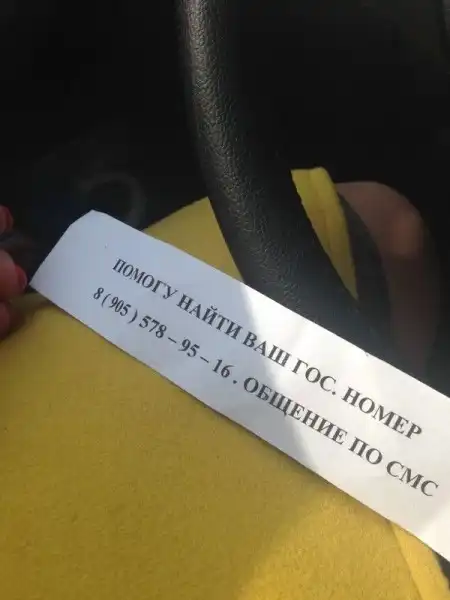 ПОМОГУ НАЙТИ ВАШ ГОС. НОМЕР
8(905) 578 – 95 – 16 . ОБЩЕНИЕ ПО СМС